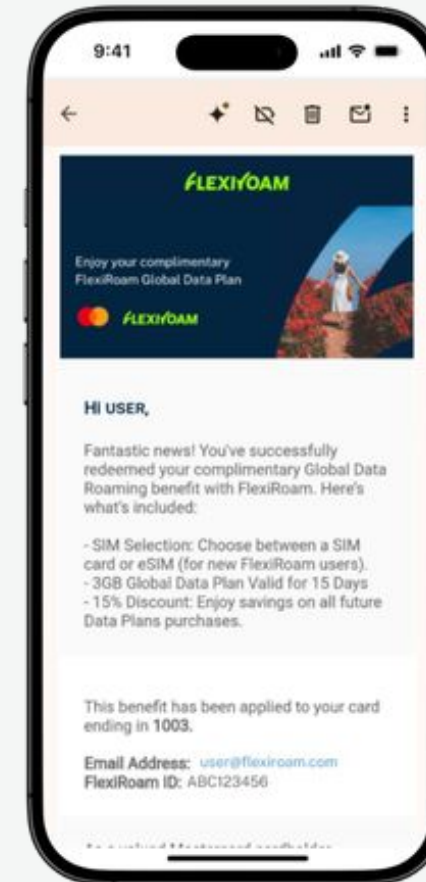 9:41
FLEXIROAM
Enjoy your complimentary
FlexiRoam Global Data Plan
FLEXIROAM
Hi USER,
Fantastic news! You've successfully
redeemed your complimentary Global Data
Roaming benefit with FlexiRoam. Here's
what's included:
- SIM Selection: Choose between a SIM
card or eSIM (for new FlexiRoam users).
- 3GB Global Data Plan Valid for 15 Days
- 15% Discount: Enjoy savings on all future
Data Plans purchases.
This benefit has been applied to your card
ending in 1003.
Email Address: user@flexiroam.com
FlexiRoam ID: ABC123456
As a valued Mastercard cardholder